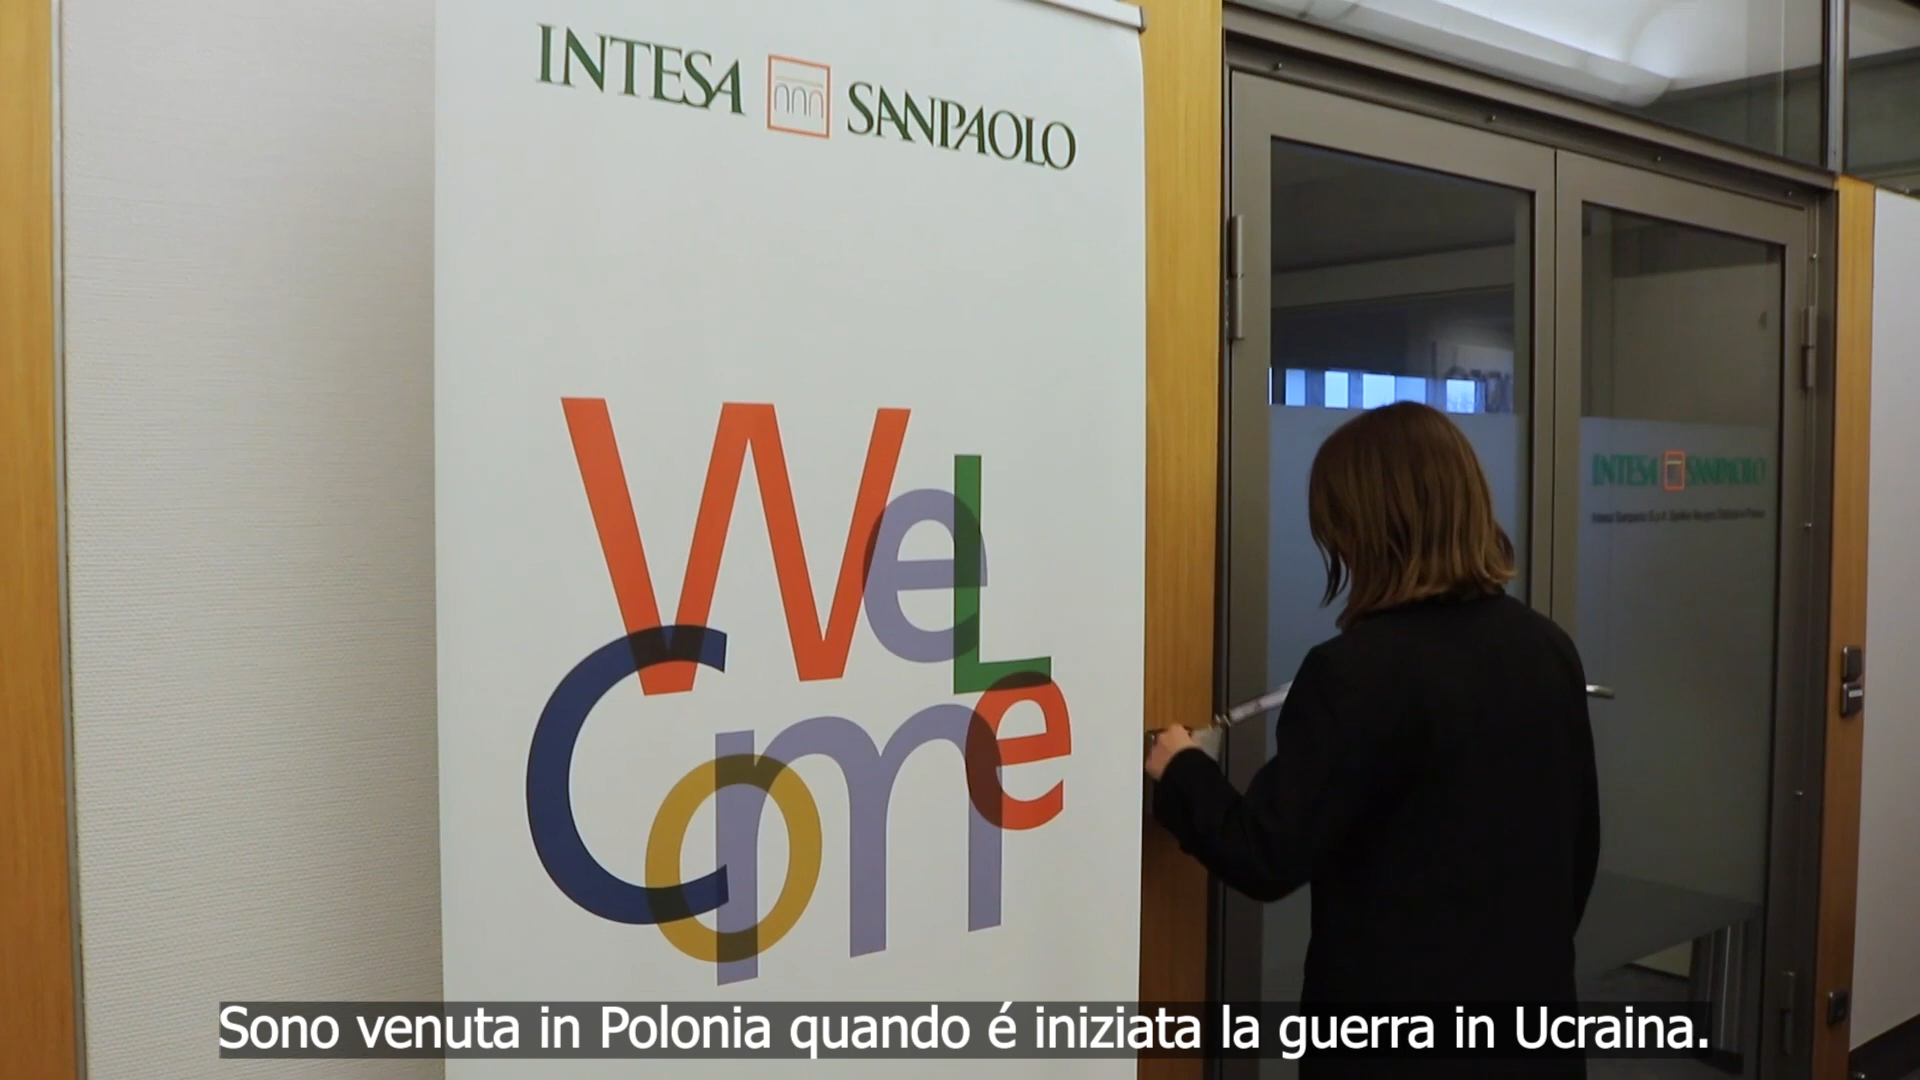 INTESA SANPAOLO
WeLCome
INTESA SANPAOLO
Sono venuta in Polonia quando é iniziata la guerra in Ucraina.